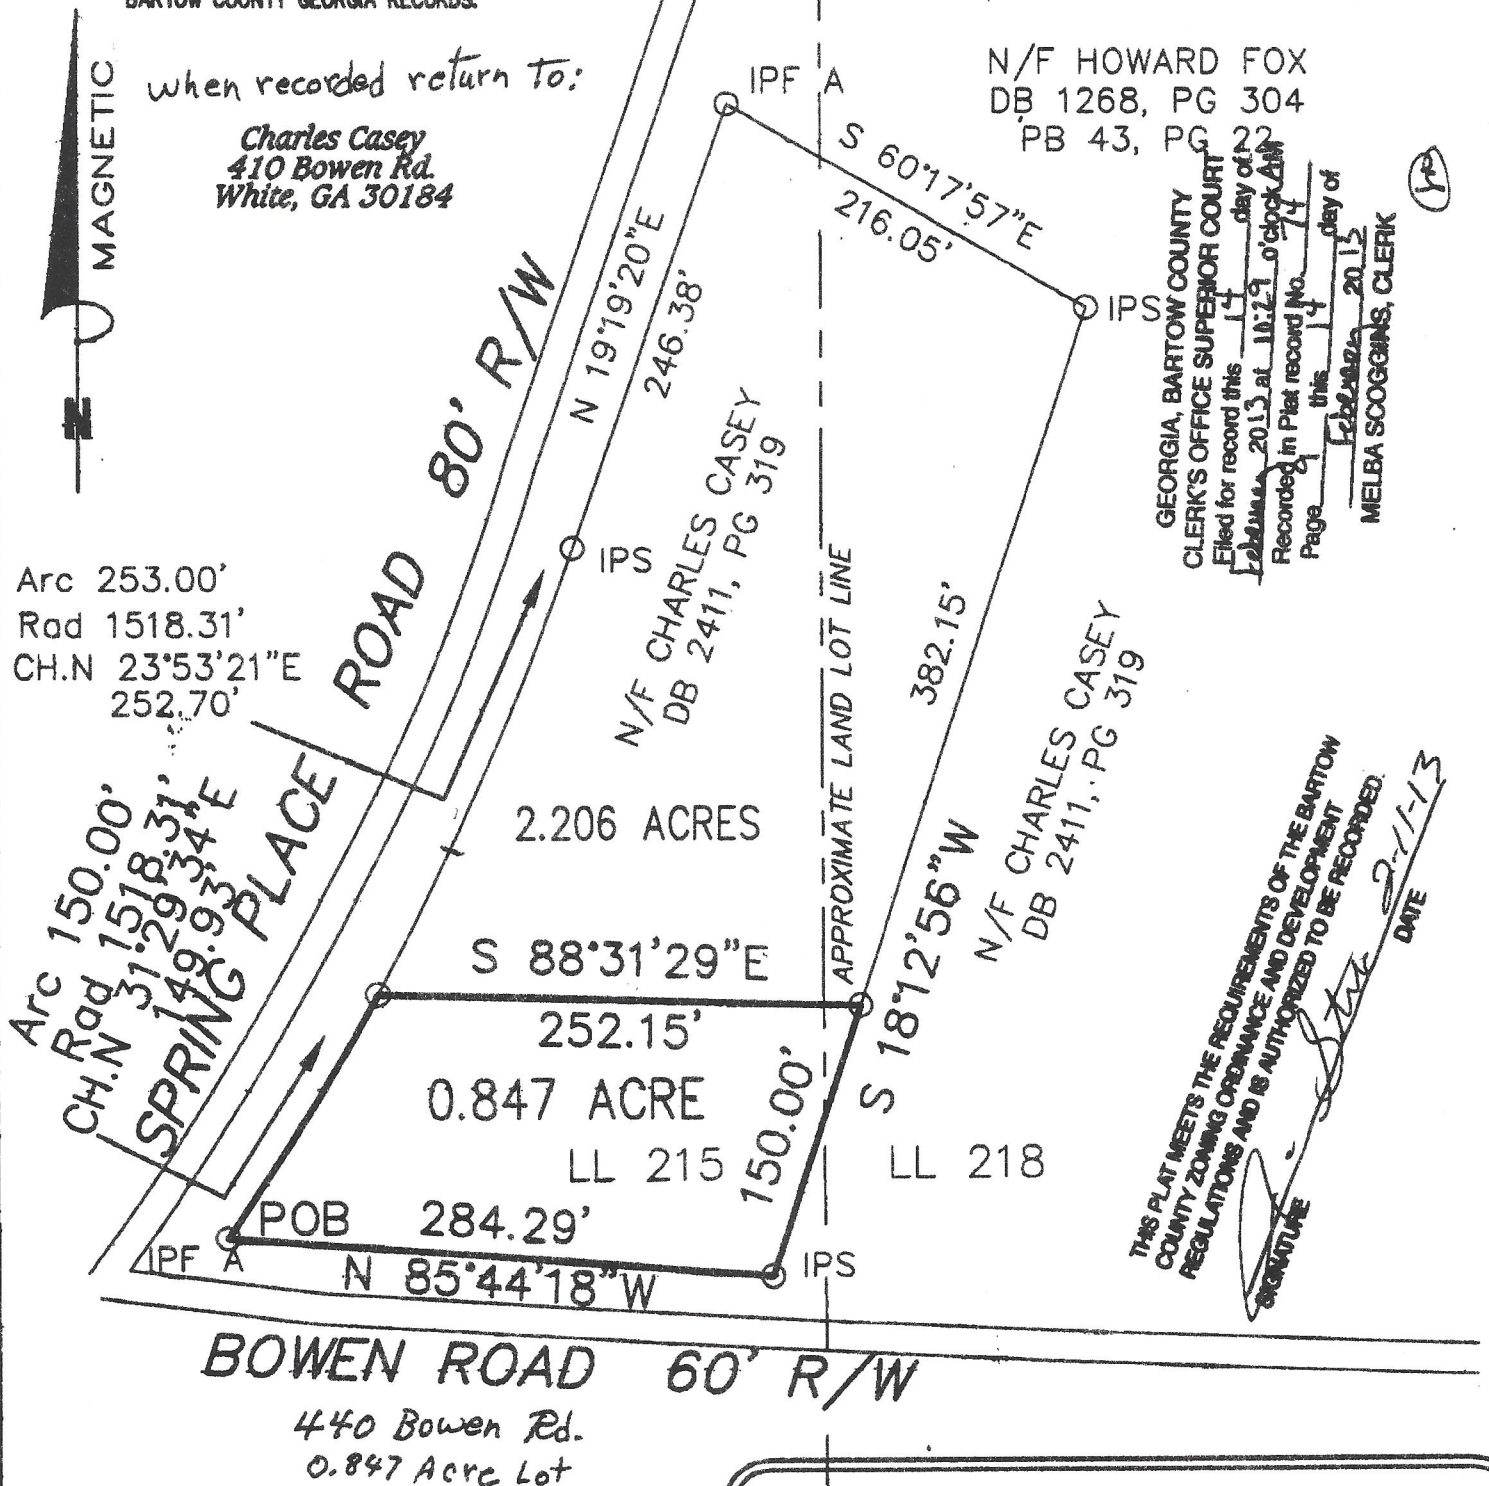 BARTOW COUNTY GEORGIA RECORDS.
MAGNETIC
N
when recorded return to:
Charles Casey
410 Bowen Rd.
White, GA 30184
IPF A
N/F HOWARD FOX
DB 1268, PG 304
PB 43, PG 22
S 60°17'57"E
216.05'
IPS
GEORGIA, BARTOW COUNTY
CLERK'S OFFICE SUPERIOR COURT
Filed for record this 14 day of
February 2013 at 10:29 o'clock AM
Recorded in Plat record No. 74
Page 9 this 14 day of
February 2013
MELBA SCOGGINS, CLERK
N 19°19'20"E
246.38'
80' R/W
ROAD
IPS
N/F CHARLES CASEY
DB 2411, PG 319
Arc 253.00'
Rad 1518.31'
CH.N 23°53'21"E
252.70'
APPROXIMATE LAND LOT LINE
382.15'
N/F CHARLES CASEY
DB 2411, PG 319
2.206 ACRES
Arc 150.00'
Rad 1518.31'
CH.N 31°29'34"E
149.93'
SPRING PLACE
S 88°31'29"E
252.15'
S 18°12'56"W
0.847 ACRE
150.00'
LL 215
LL 218
POB
284.29'
IPF A
N 85°44'18"W
IPS
THIS PLAT MEETS THE REQUIREMENTS OF THE BARTOW
COUNTY ZONING ORDINANCE AND DEVELOPMENT
REGULATIONS AND IS AUTHORIZED TO BE RECORDED.
2-11-13
SIGNATURE
DATE
BOWEN ROAD 60' R/W
440 Bowen Rd.
0.847 Acre Lot